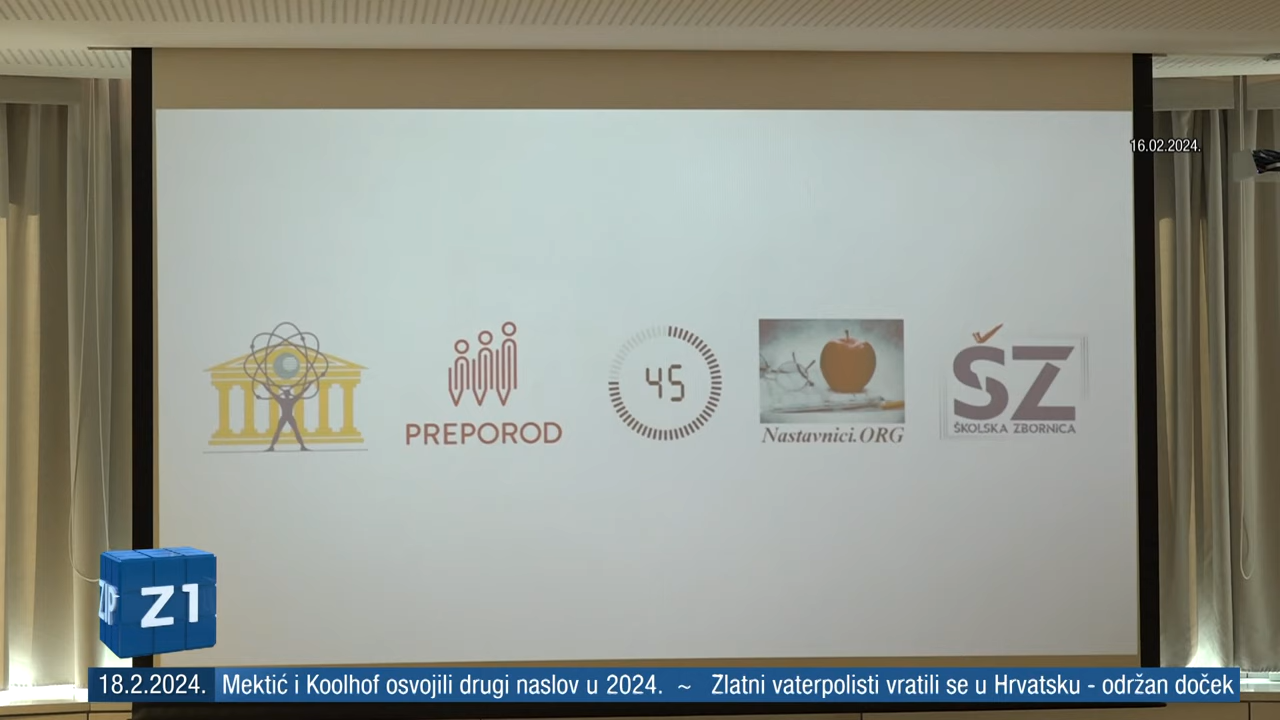 16.02.2024.
PREPOROD
45
Nastavnici.ORG
ŠZ
ŠKOLSKA ZBORNICA
ZIP
Z1
18.2.2024. Mektić i Koolhof osvojili drugi naslov u 2024. ~ Zlatni vaterpolisti vratili se u Hrvatsku - održan doček